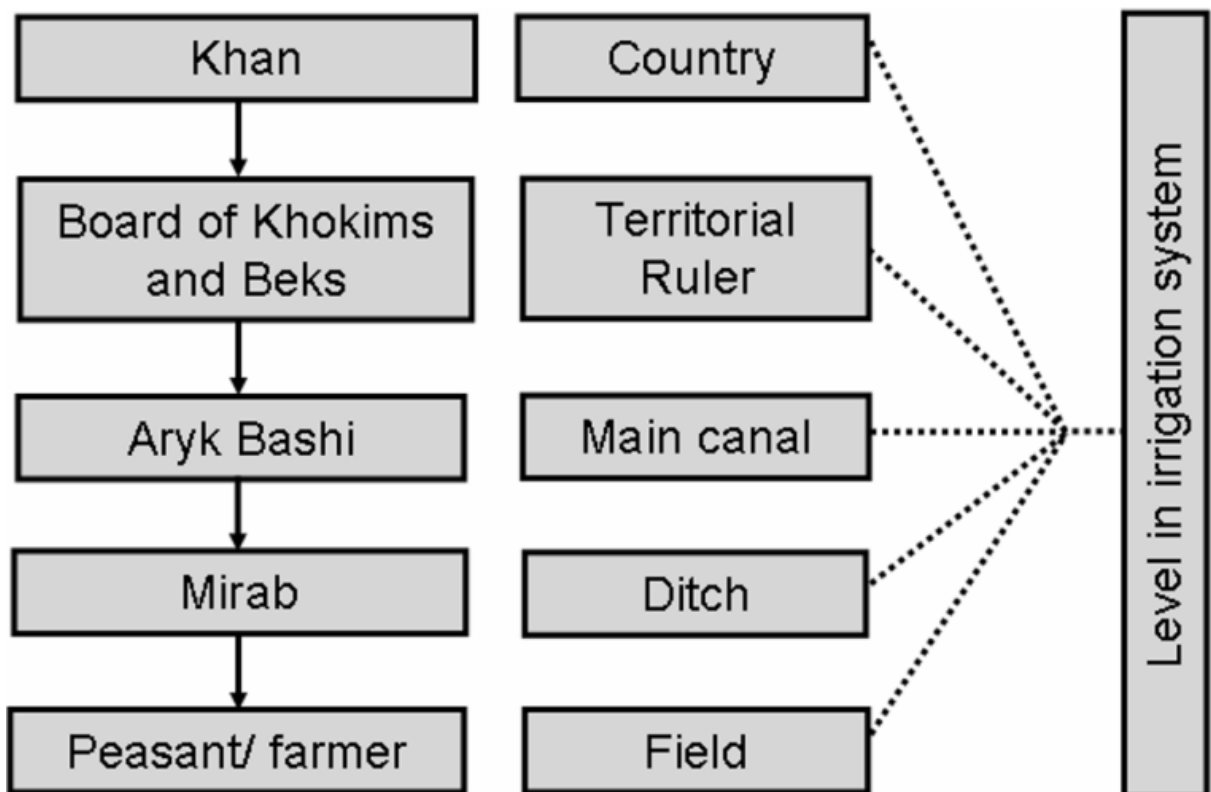 Khan
Country
Board of Khokims
and Beks
Territorial
Ruler
Aryk Bashi
Main canal
Mirab
Ditch
Peasant/ farmer
Field
Level in irrigation system